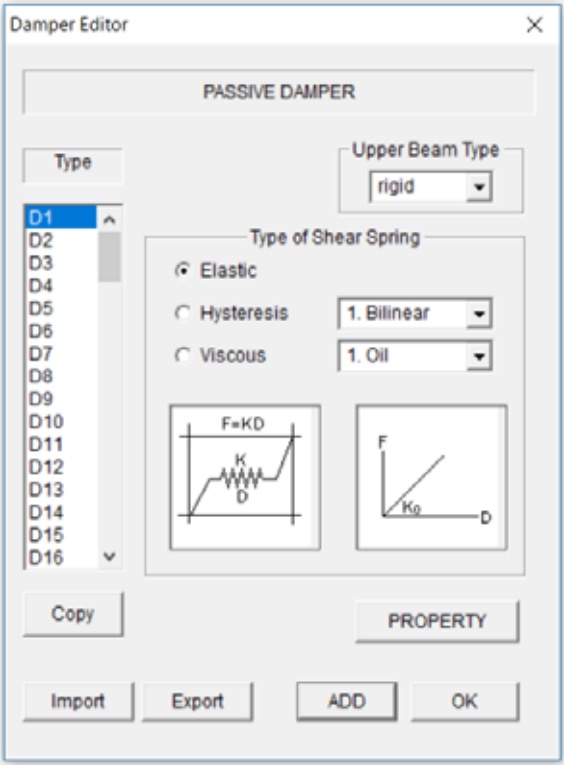 Damper Editor
PASSIVE DAMPER
Type
Upper Beam Type
rigid
D1
D2
D3
D4
D5
D6
D7
D8
D9
D10
D11
D12
D13
D14
D15
D16
Type of Shear Spring
Elastic
Hysteresis
1. Bilinear
Viscous
1. Oil
F=KD
K
D
F
K0
D
Copy
PROPERTY
Import
Export
ADD
OK